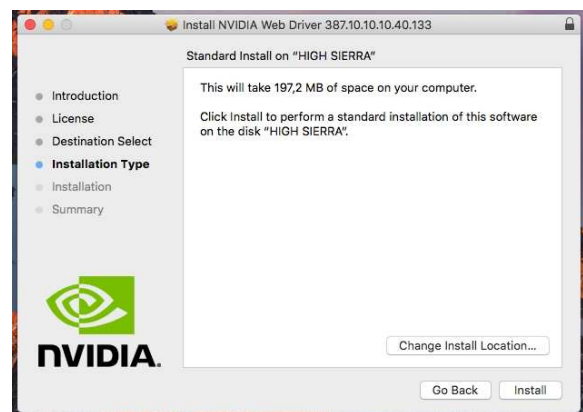 Install NVIDIA Web Driver 387.10.10.10.40.133
Standard Install on “HIGH SIERRA”
Introduction
License
Destination Select
Installation Type
Installation
Summary
This will take 197,2 MB of space on your computer.
Click Install to perform a standard installation of this software
on the disk “HIGH SIERRA”.
NVIDIA.
Change Install Location...
Go Back
Install